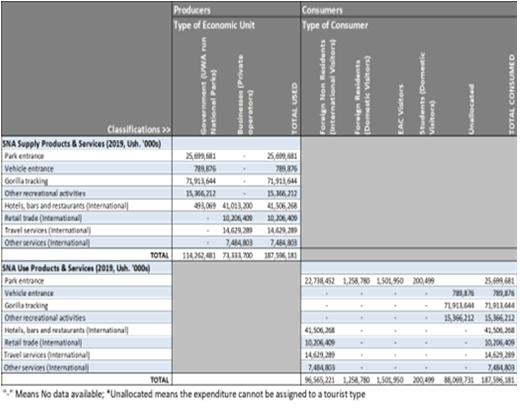 Producers Consumers
Type of Economic Unit Type of Consumer
Classifications >> Government (UWA run National Parks) Businesses (Private operators) TOTAL USED Foreign Non Residents (International Visitors) Foreign Residents (Domestic Visitors) EAC Visitors Students (Domestic Visitors) Unallocated TOTAL CONSUMED
SNA Supply Products & Services (2019, Ush. '000s)
Park entrance 25,699,681 - 25,699,681
Vehicle entrance 789,876 - 789,876
Gorilla tracking 71,913,644 - 71,913,644
Other recreational activities 15,366,212 - 15,366,212
Hotels, bars and restaurants (International) 493,069 41,013,200 41,506,268
Retail trade (International) - 10,206,409 10,206,409
Travel services (International) - 14,629,289 14,629,289
Other services (International) - 7,484,803 7,484,803
TOTAL 114,262,481 73,333,700 187,596,181
SNA Use Products & Services (2019, Ush. '000s)
Park entrance 22,738,452 1,258,780 1,501,950 200,499 25,699,681
Vehicle entrance - - - - 789,876 789,876
Gorilla tracking - - - - 71,913,644 71,913,644
Other recreational activities - - - - 15,366,212 15,366,212
Hotels, bars and restaurants (International) 41,506,268 - - - - 41,506,268
Retail trade (International) 10,206,409 - - - - 10,206,409
Travel services (International) 14,629,289 - - - - 14,629,289
Other services (International) 7,484,803 - - - - 7,484,803
TOTAL 96,565,221 1,258,780 1,501,950 200,499 88,069,731 187,596,181
"-" Means No data available; *Unallocated means the expenditure cannot be assigned to a tourist type